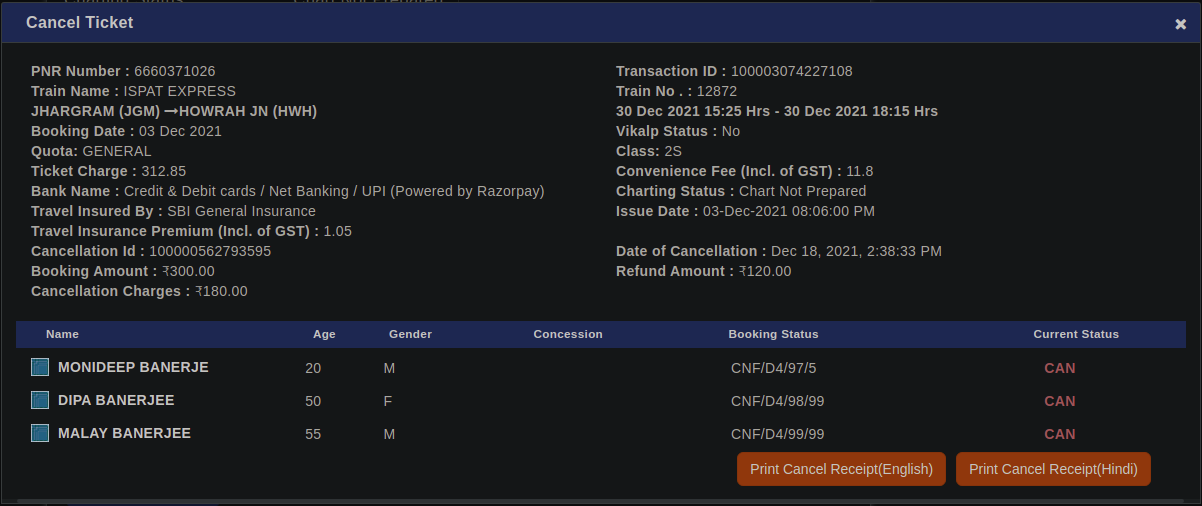 Cancel Ticket
PNR Number : 6660371026
Transaction ID : 100003074227108
Train Name : ISPAT EXPRESS
Train No . : 12872
JHARGRAM (JGM) →HOWRAH JN (HWH)
30 Dec 2021 15:25 Hrs - 30 Dec 2021 18:15 Hrs
Booking Date : 03 Dec 2021
Vikalp Status : No
Quota: GENERAL
Class: 2S
Ticket Charge : 312.85
Convenience Fee (Incl. of GST) : 11.8
Bank Name : Credit & Debit cards / Net Banking / UPI (Powered by Razorpay)
Charting Status : Chart Not Prepared
Travel Insured By : SBI General Insurance
Issue Date : 03-Dec-2021 08:06:00 PM
Travel Insurance Premium (Incl. of GST) : 1.05
Cancellation Id : 100000562793595
Date of Cancellation : Dec 18, 2021, 2:38:33 PM
Booking Amount : ₹300.00
Refund Amount : ₹120.00
Cancellation Charges : ₹180.00
Name Age Gender Concession Booking Status Current Status
MONIDEEP BANERJE 20 M CNF/D4/97/5 CAN
DIPA BANERJEE 50 F CNF/D4/98/99 CAN
MALAY BANERJEE 55 M CNF/D4/99/99 CAN
Print Cancel Receipt(English) Print Cancel Receipt(Hindi)